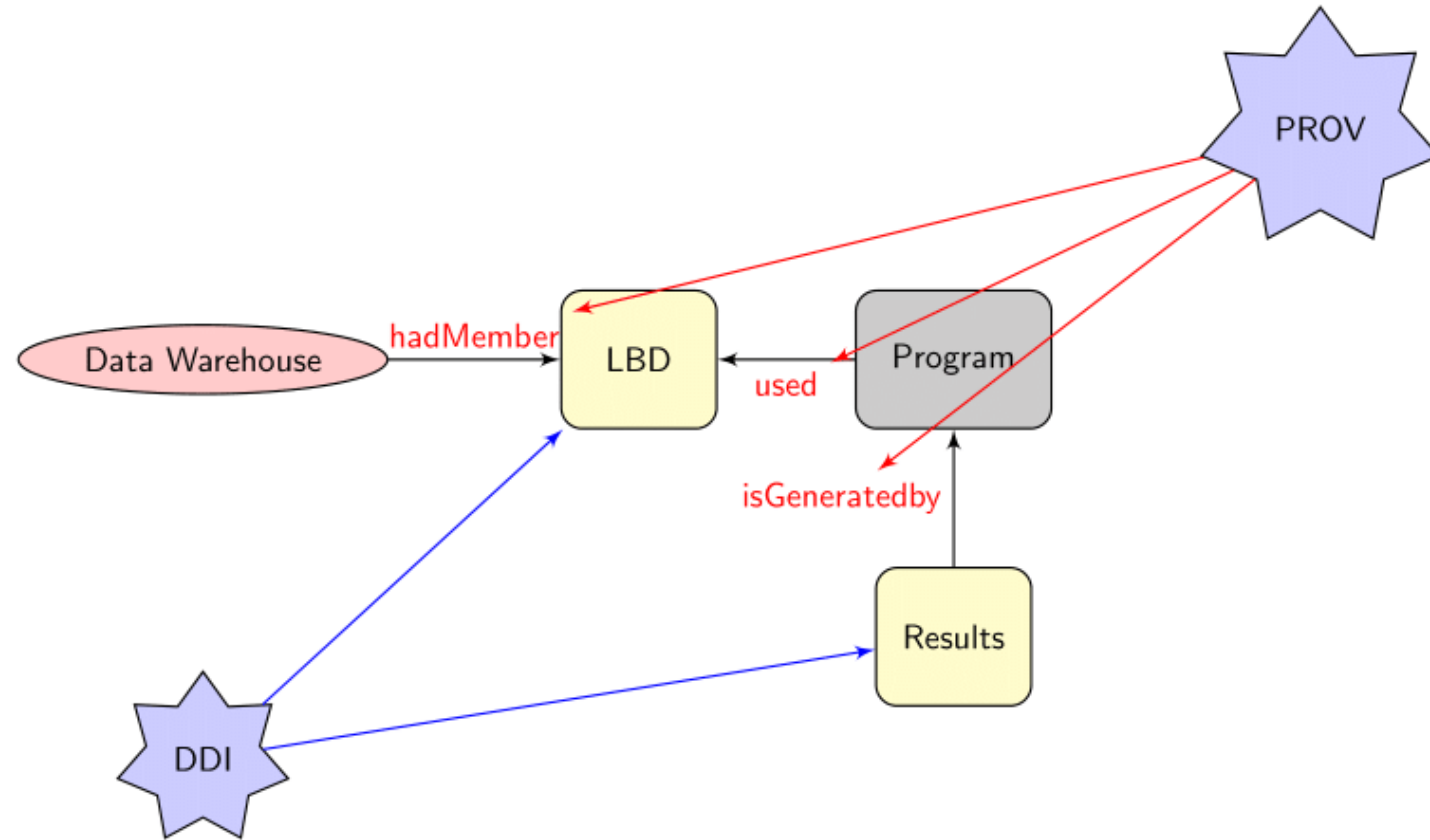 PROV
hadMember
Data Warehouse
LBD
Program
used
isGeneratedby
Results
DDI